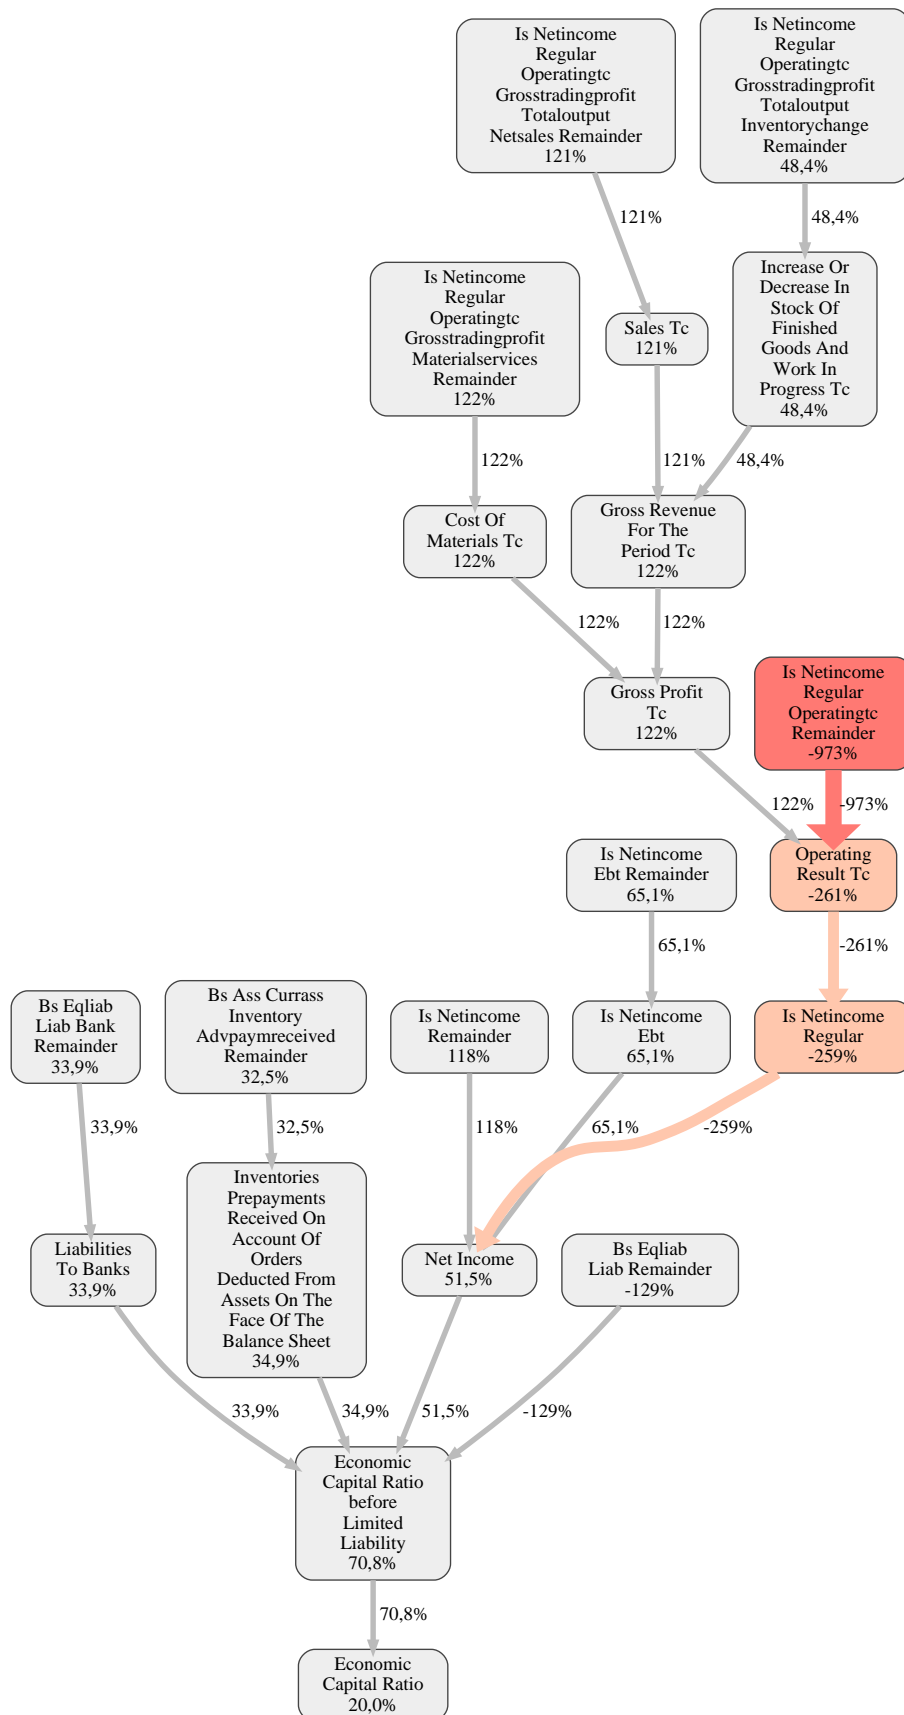 Is Netincome
Regular
Operatingtc
Grosstradingprofit
Totaloutput
Netsales Remainder
121%
Is Netincome
Regular
Operatingtc
Grosstradingprofit
Totaloutput
Inventorychange
Remainder
48,4%
121%
48,4%
Is Netincome
Regular
Operatingtc
Grosstradingprofit
Materialservices
Remainder
122%
Sales Tc
121%
Increase Or
Decrease In
Stock Of
Finished
Goods And
Work In
Progress Tc
48,4%
122%
121%
48,4%
Cost Of
Materials Tc
122%
Gross Revenue
For The
Period Tc
122%
122%
122%
Gross Profit
Tc
122%
Is Netincome
Regular
Operatingtc
Remainder
-973%
122%
-973%
Is Netincome
Ebt Remainder
65,1%
Operating
Result Tc
-261%
65,1%
-261%
Bs Eqliab
Liab Bank
Remainder
33,9%
Bs Ass Currass
Inventory
Advpaymreceived
Remainder
32,5%
Is Netincome
Remainder
118%
Is Netincome
Ebt
65,1%
Is Netincome
Regular
-259%
33,9%
32,5%
118%
65,1%
-259%
Liabilities
To Banks
33,9%
Inventories
Prepayments
Received On
Account Of
Orders
Deducted From
Assets On The
Face Of The
Balance Sheet
34,9%
Net Income
51,5%
Bs Eqliab
Liab Remainder
-129%
33,9%
34,9%
51,5%
-129%
Economic
Capital Ratio
before
Limited
Liability
70,8%
70,8%
Economic
Capital Ratio
20,0%